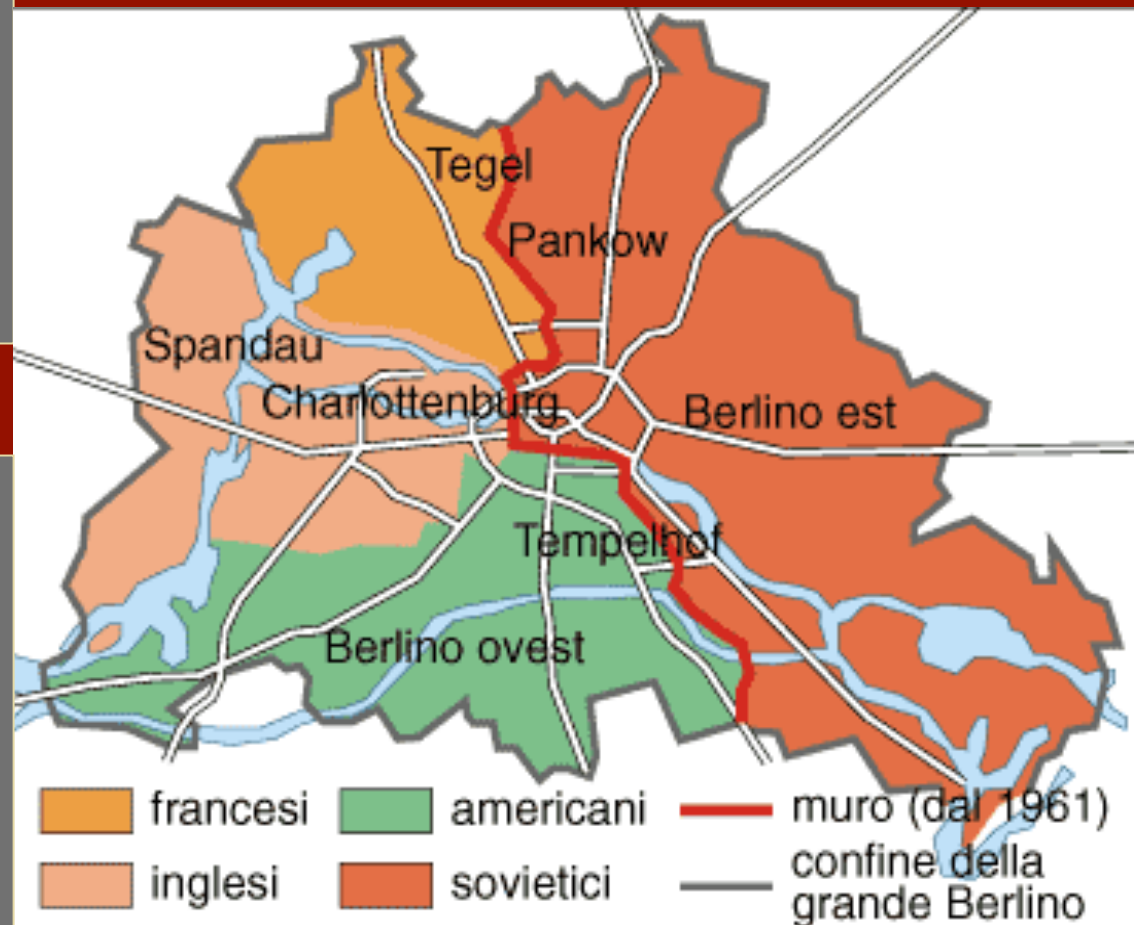 Tegel
Pankow
Spandau
Charlottenburg
Berlino est
Tempelhof
Berlino ovest
francesi
americani
muro (dal 1961)
inglesi
sovietici
confine della
grande Berlino